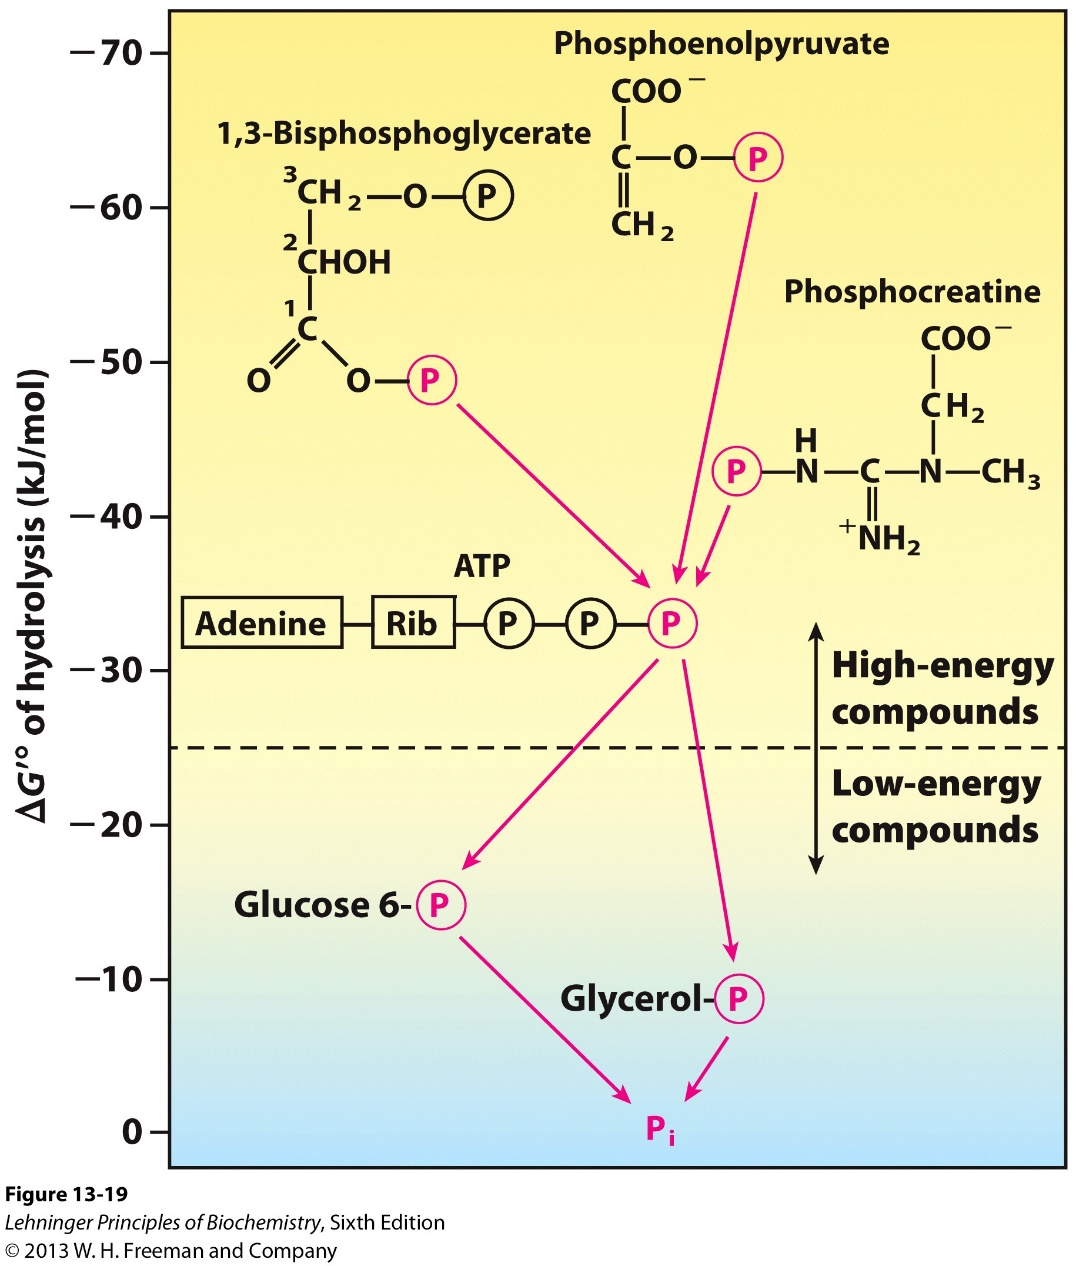 Phosphoenolpyruvate
COO−
C—O—P
CH2
1,3-Bisphosphoglycerate
3CH2—O—P
2CHOH
1C
O O—P
Phosphocreatine
COO−
CH2
H
P—N—C—N—CH3
+NH2
ATP
Adenine—Rib—P—P—P
High-energy
compounds
Low-energy
compounds
Glucose 6-P
Glycerol-P
Pi
−70
−60
−50
−40
−30
−20
−10
0
ΔG′° of hydrolysis (kJ/mol)
Figure 13-19
Lehninger Principles of Biochemistry, Sixth Edition
© 2013 W. H. Freeman and Company